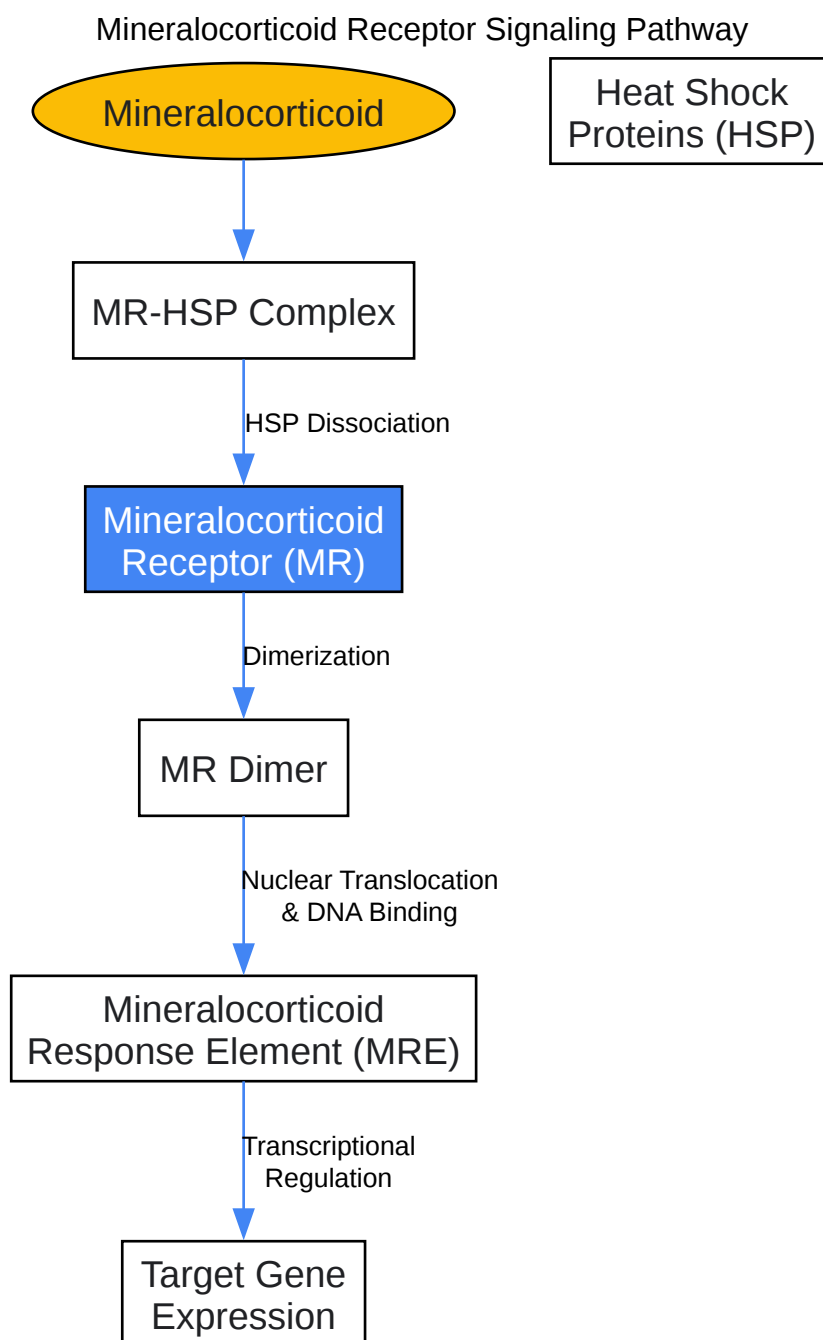 Mineralocorticoid Receptor Signaling Pathway
Mineralocorticoid
Heat Shock
Proteins (HSP)
MR-HSP Complex
HSP Dissociation
Mineralocorticoid
Receptor (MR)
Dimerization
MR Dimer
Nuclear Translocation
& DNA Binding
Mineralocorticoid
Response Element (MRE)
Transcriptional
Regulation
Target Gene
Expression